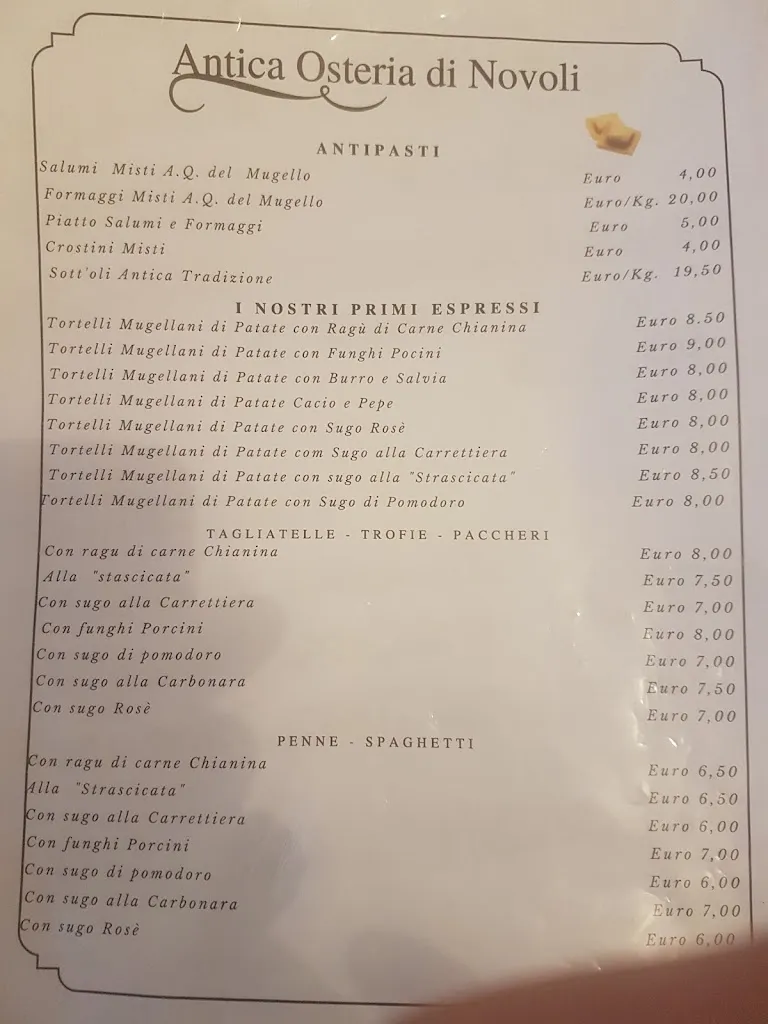 Antica Osteria di Novoli
ANTIPASTI
Salumi Misti A.Q. del Mugello Euro 4,00
Formaggi Misti A.Q. del Mugello Euro/Kg. 20,00
Piatto Salumi e Formaggi Euro 5,00
Crostini Misti Euro 4,00
Sott'oli Antica Tradizione Euro/Kg. 19,50
I NOSTRI PRIMI ESPRESSI
Tortelli Mugellani di Patate con Ragù di Carne Chianina Euro 8.50
Tortelli Mugellani di Patate con Funghi Pocini Euro 9,00
Tortelli Mugellani di Patate con Burro e Salvia Euro 8,00
Tortelli Mugellani di Patate Cacio e Pepe Euro 8,00
Tortelli Mugellani di Patate con Sugo Rosè Euro 8,00
Tortelli Mugellani di Patate com Sugo alla Carrettiera Euro 8,00
Tortelli Mugellani di Patate con sugo alla "Strascicata" Euro 8,50
Tortelli Mugellani di Patate con Sugo di Pomodoro Euro 8,00
TAGLIATELLE - TROFIE - PACCHERI
Con ragu di carne Chianina Euro 8,00
Alla "stascicata" Euro 7,50
Con sugo alla Carrettiera Euro 7,00
Con funghi Porcini Euro 8,00
Con sugo di pomodoro Euro 7,00
Con sugo alla Carbonara Euro 7,50
Con sugo Rosè Euro 7,00
PENNE - SPAGHETTI
Con ragu di carne Chianina Euro 6,50
Alla "Strascicata" Euro 6,50
Con sugo alla Carrettiera Euro 6,00
Con funghi Porcini Euro 7,00
Con sugo di pomodoro Euro 6,00
Con sugo alla Carbonara Euro 7,00
Con sugo Rosè Euro 6,00